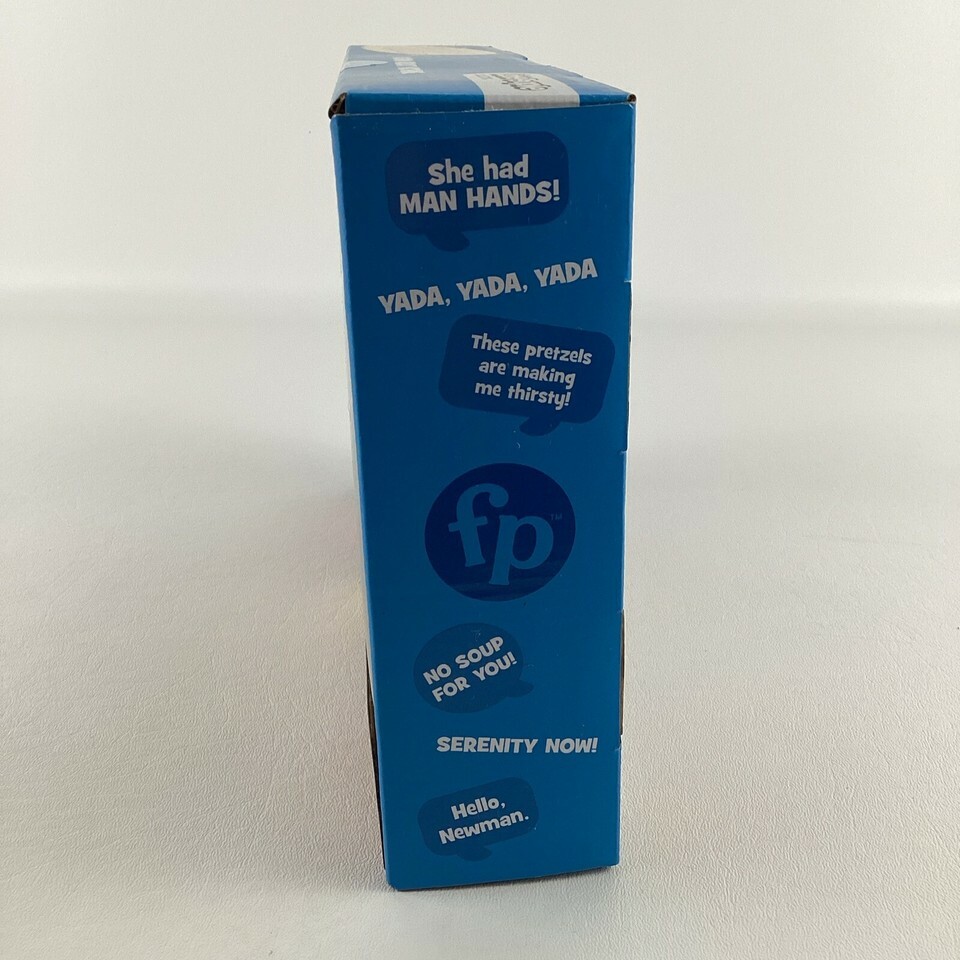 She had
MAN HANDS!
YADA, YADA, YADA
These pretzels
are making
me thirsty!
fp™
NO SOUP
FOR YOU!
SERENITY NOW!
Hello,
Newman.